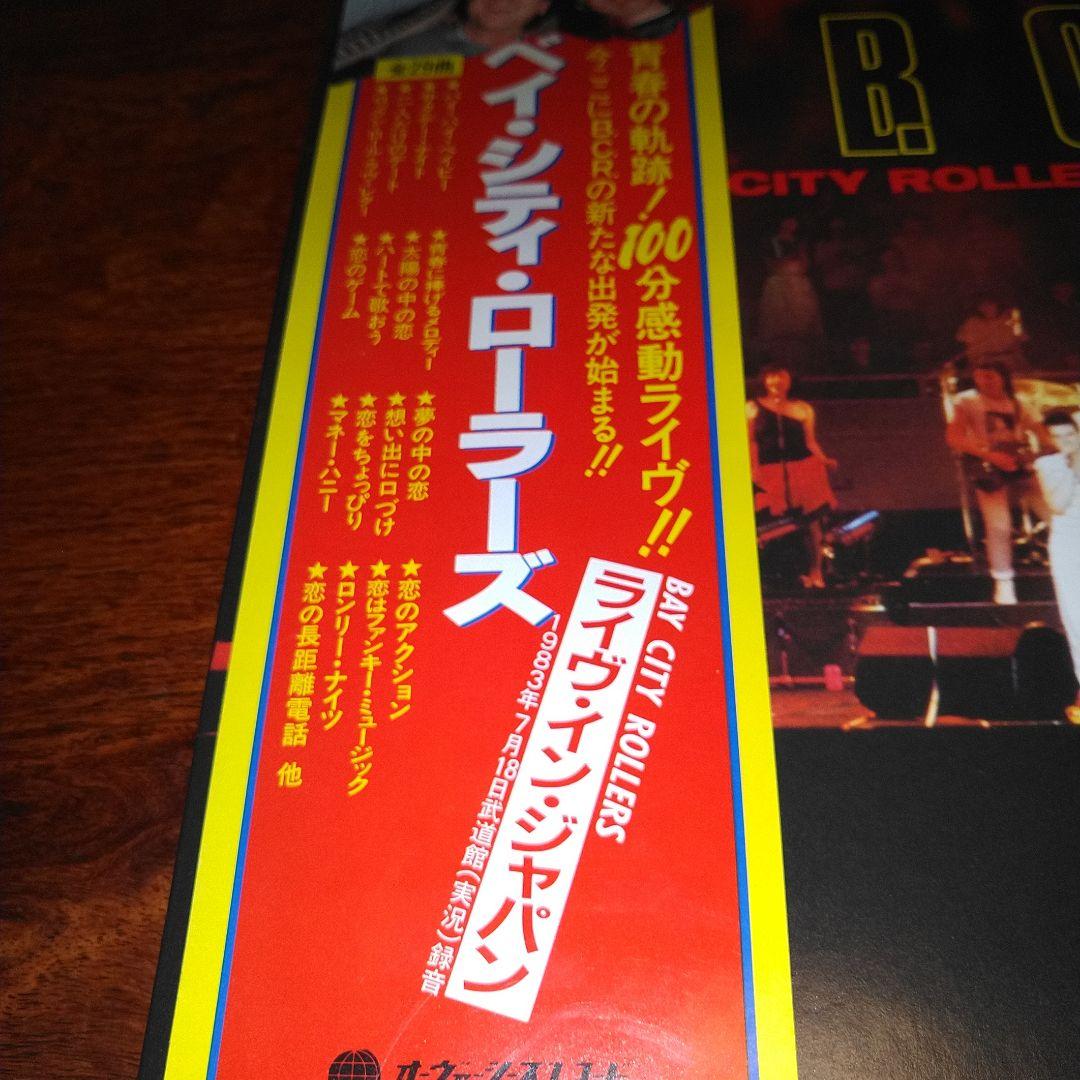 青春の軌跡!100分感動ライヴ!!
今ここにB.C.R.の新たな出発が始まる!!
BAY CITY ROLLERS
ライヴ・イン・ジャパン
1983年7月18日武道館(実況)録音
ベイ・シティ・ローラーズ
全29曲
★青春に捧げるメロディー
★太陽の中の恋
★ハートで歌おう
★恋のゲーム
★夢の中の恋
★想い出に口づけ
★恋をちょっぴり
★マネー・ハニー
★恋のアクション
★恋はファンキー・ミュージック
★ロンリー・ナイツ
★恋の長距離電話 他
B.
CITY ROLLE